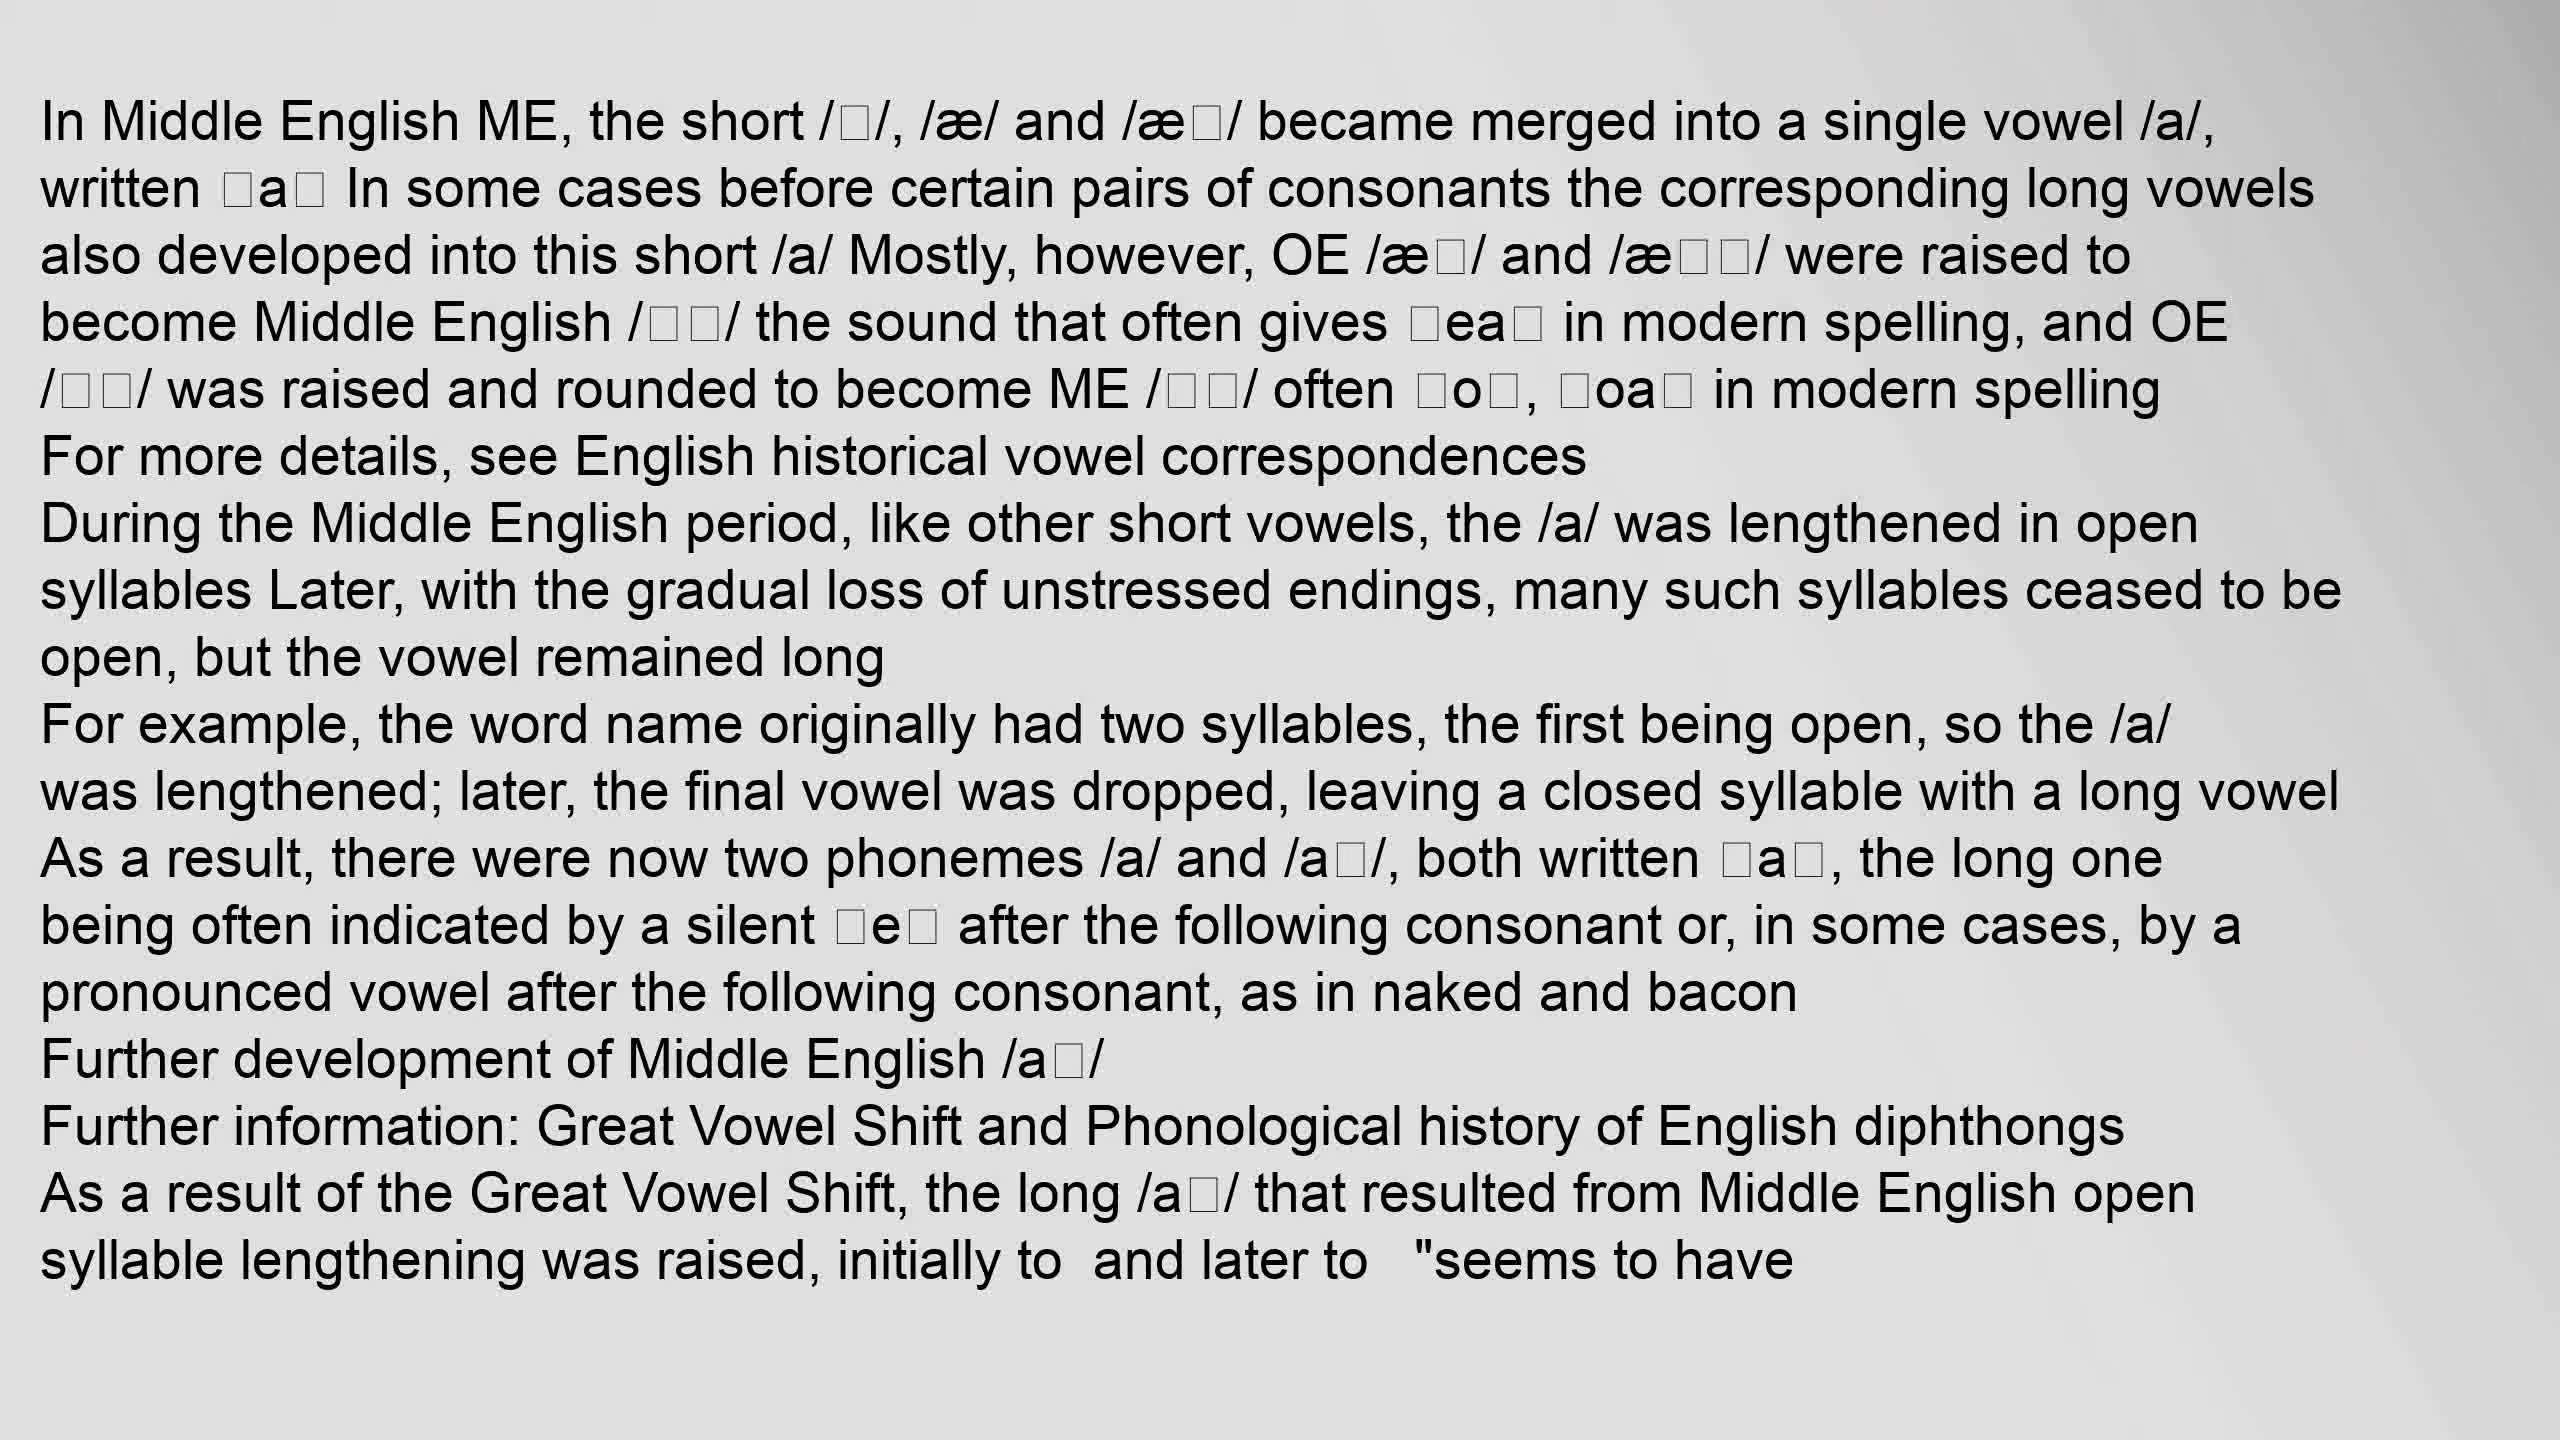 In Middle English ME, the short /□/, /æ/ and /æ□/ became merged into a single vowel /a/,
written □a□ In some cases before certain pairs of consonants the corresponding long vowels
also developed into this short /a/ Mostly, however, OE /æ□/ and /æ□□/ were raised to
become Middle English /□□/ the sound that often gives □ea□ in modern spelling, and OE
/□□/ was raised and rounded to become ME /□□/ often □o□, □oa□ in modern spelling
For more details, see English historical vowel correspondences
During the Middle English period, like other short vowels, the /a/ was lengthened in open
syllables Later, with the gradual loss of unstressed endings, many such syllables ceased to be
open, but the vowel remained long
For example, the word name originally had two syllables, the first being open, so the /a/
was lengthened; later, the final vowel was dropped, leaving a closed syllable with a long vowel
As a result, there were now two phonemes /a/ and /a□/, both written □a□, the long one
being often indicated by a silent □e□ after the following consonant or, in some cases, by a
pronounced vowel after the following consonant, as in naked and bacon
Further development of Middle English /a□/
Further information: Great Vowel Shift and Phonological history of English diphthongs
As a result of the Great Vowel Shift, the long /a□/ that resulted from Middle English open
syllable lengthening was raised, initially to  and later to   "seems to have